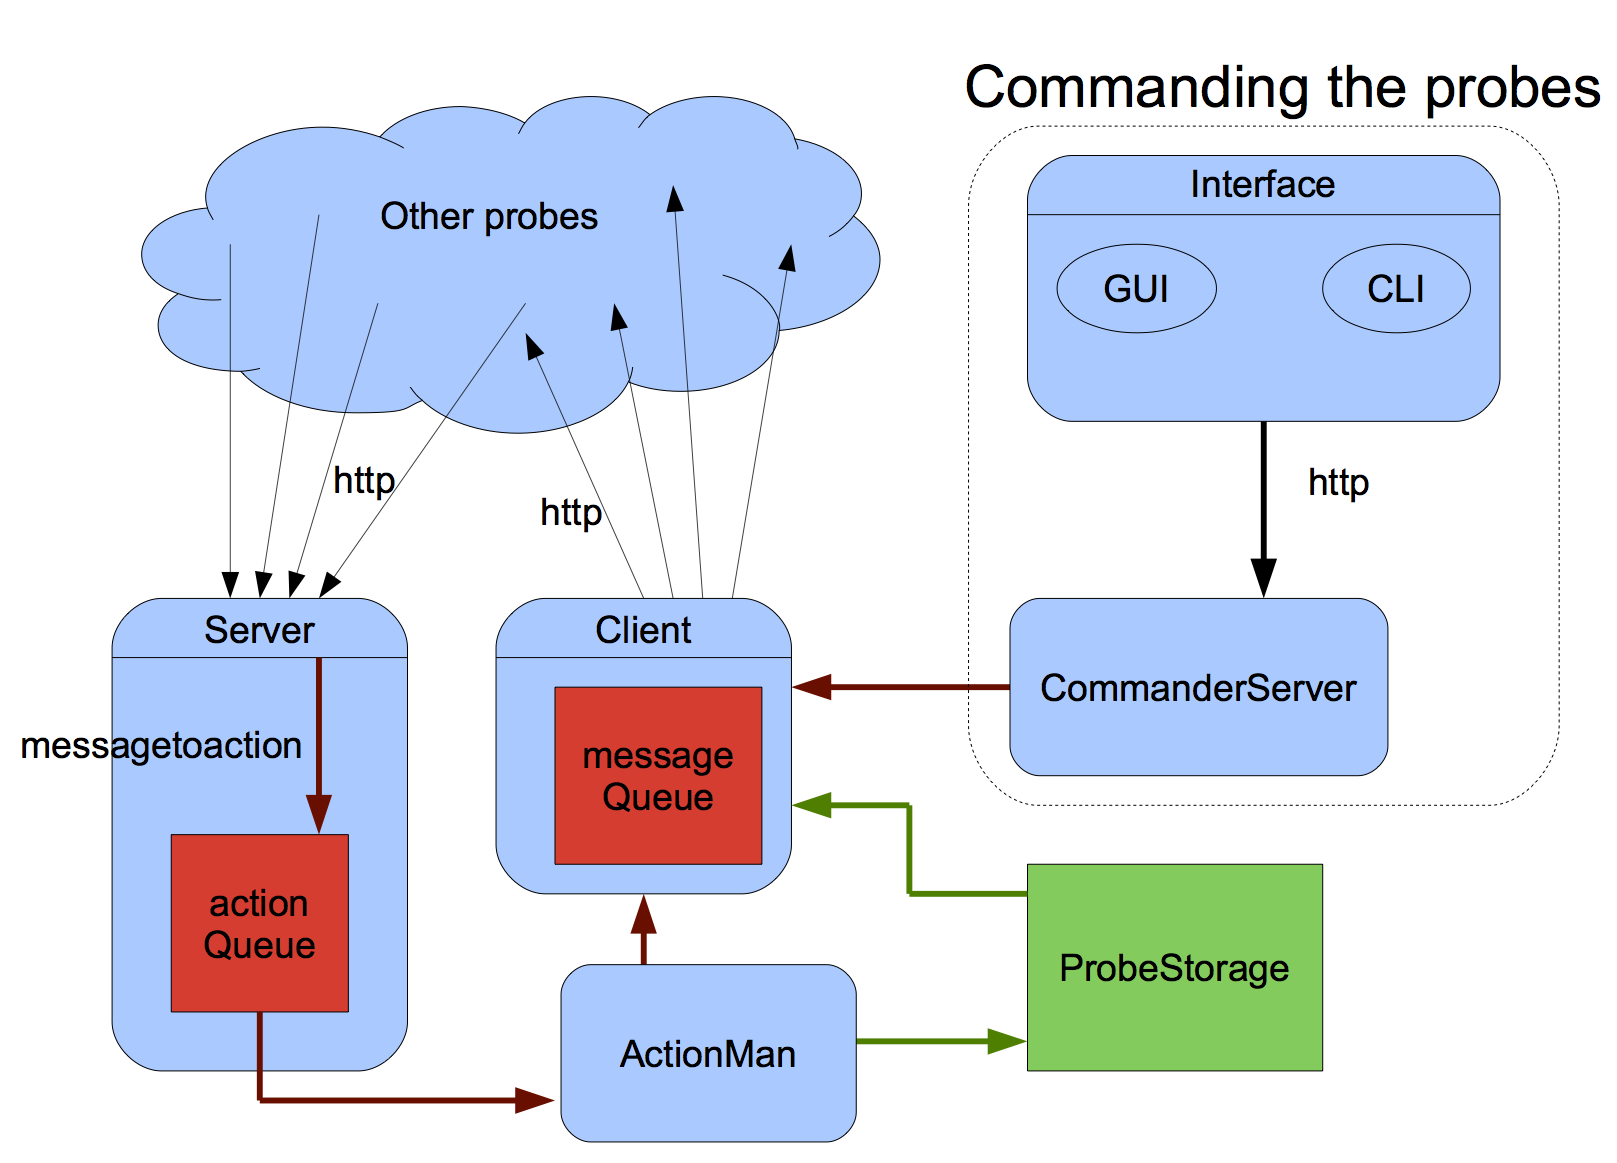 Commanding the probes
Interface
Other probes
GUI
CLI
http
http
http
Server
Client
CommanderServer
messagetoaction
message
Queue
action
Queue
ProbeStorage
ActionMan